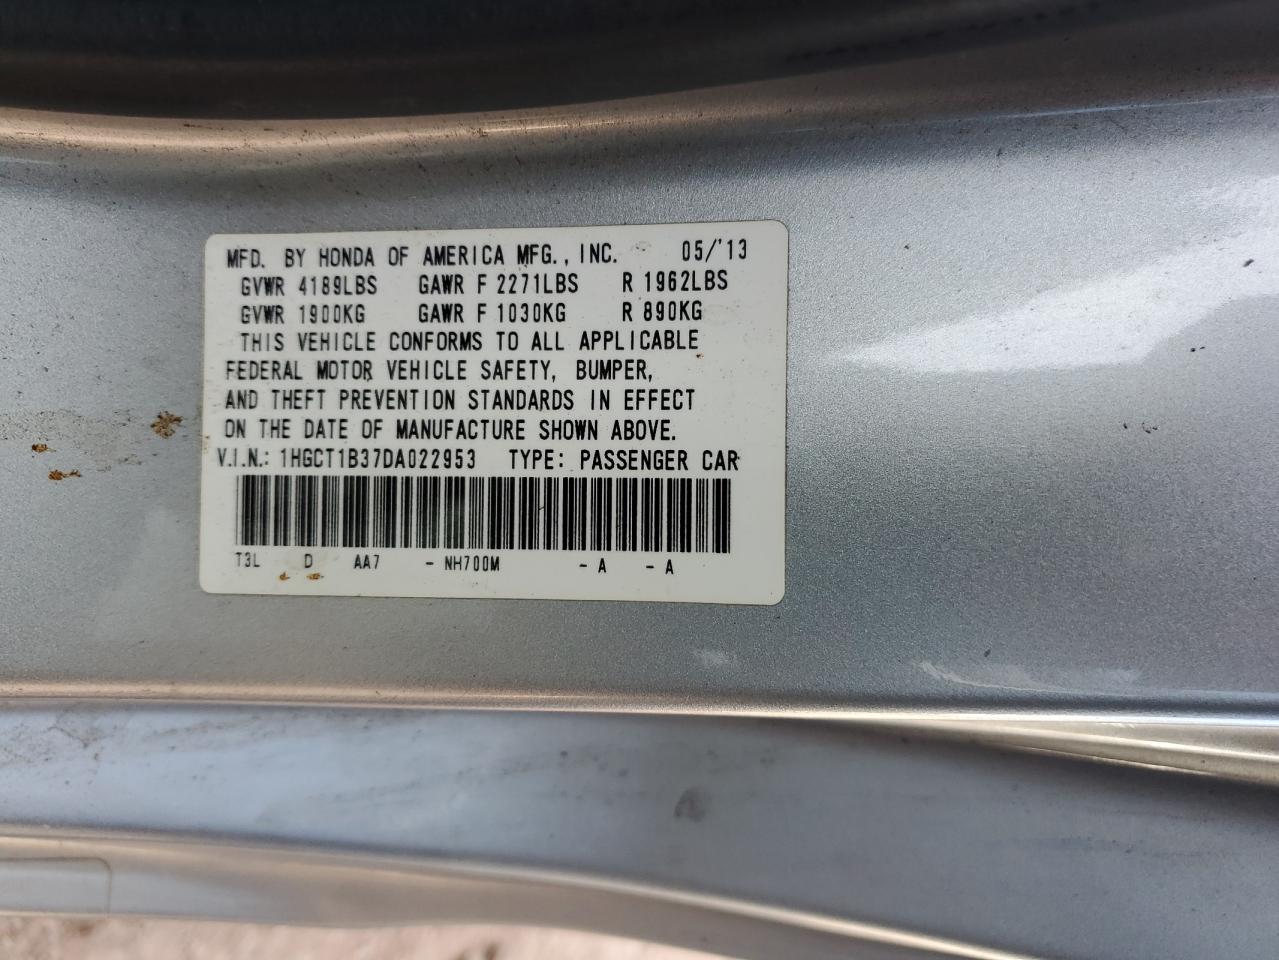 MFD. BY HONDA OF AMERICA MFG., INC. 05/'13
GVWR 4189LBS GAWR F 2271LBS R 1962LBS
GVWR 1900KG GAWR F 1030KG R 890KG
THIS VEHICLE CONFORMS TO ALL APPLICABLE
FEDERAL MOTOR VEHICLE SAFETY, BUMPER,
AND THEFT PREVENTION STANDARDS IN EFFECT
ON THE DATE OF MANUFACTURE SHOWN ABOVE.
V.I.N.: 1HGCT1B37DA022953 TYPE: PASSENGER CAR
T3L D AA7 - NH700M - A - A